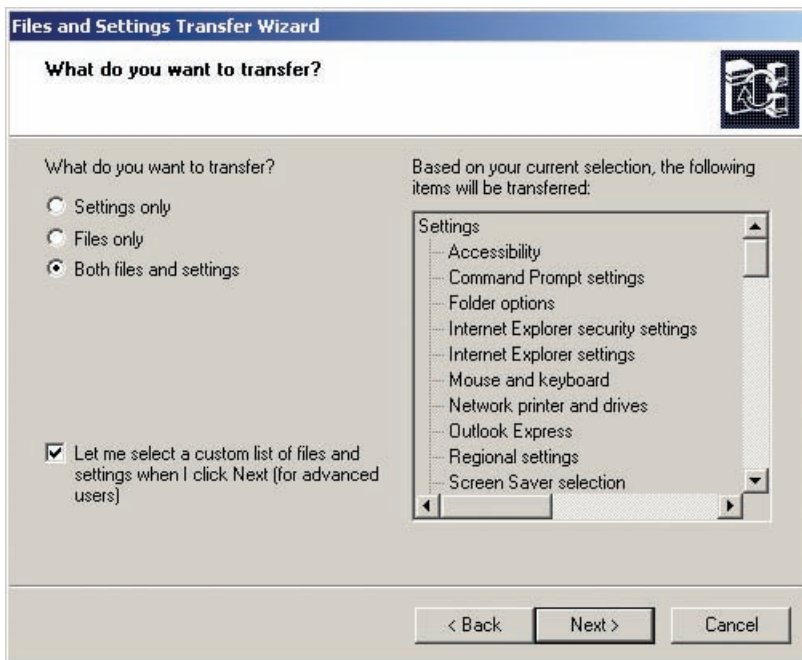 Files and Settings Transfer Wizard
What do you want to transfer?
What do you want to transfer?
Settings only
Files only
Both files and settings
Let me select a custom list of files and
settings when I click Next (for advanced
users)
Based on your current selection, the following
items will be transferred:
Settings
Accessibility
Command Prompt settings
Folder options
Internet Explorer security settings
Internet Explorer settings
Mouse and keyboard
Network printer and drives
Outlook Express
Regional settings
Screen Saver selection
< Back
Next >
Cancel